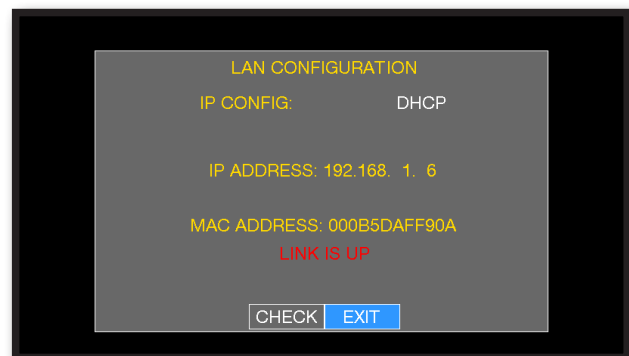 LAN CONFIGURATION
IP CONFIG: DHCP
IP ADDRESS: 192.168. 1. 6
MAC ADDRESS: 000B5DAFF90A
LINK IS UP
CHECK EXIT